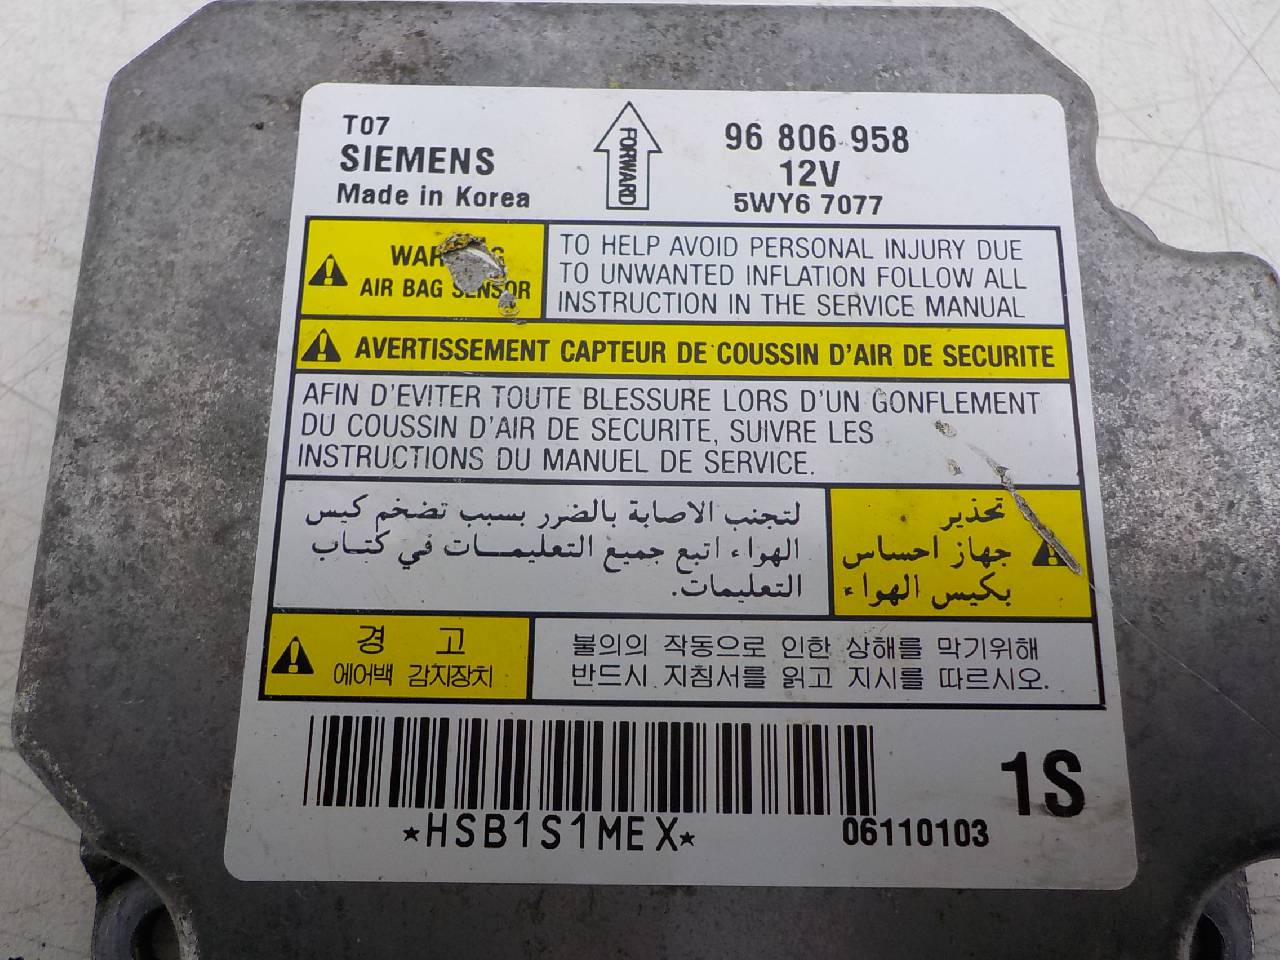 T07
SIEMENS
Made in Korea
FORWARD
96 806 958
12V
5WY6 7077
AIR BAG SENSOR
TO HELP AVOID PERSONAL INJURY DUE
TO UNWANTED INFLATION FOLLOW ALL
INSTRUCTION IN THE SERVICE MANUAL
AVERTISSEMENT CAPTEUR DE COUSSIN D'AIR DE SECURITE
AFIN D'EVITER TOUTE BLESSURE LORS D'UN GONFLEMENT
DU COUSSIN D'AIR DE SECURITE, SUIVRE LES
INSTRUCTIONS DU MANUEL DE SERVICE.
لتجنب الاصابة بالضرر بسبب تضخم كيس
الهواء اتبع جميع التعليمات في كتاب
التعليمات.
تحذير
جهاز احساس
بكيس الهواء
경 고
에어백 감지장치
불의의 작동으로 인한 상해를 막기위해
반드시 지침서를 읽고 지시를 따르시오.
*HSB1S1MEX*
1S
06110103